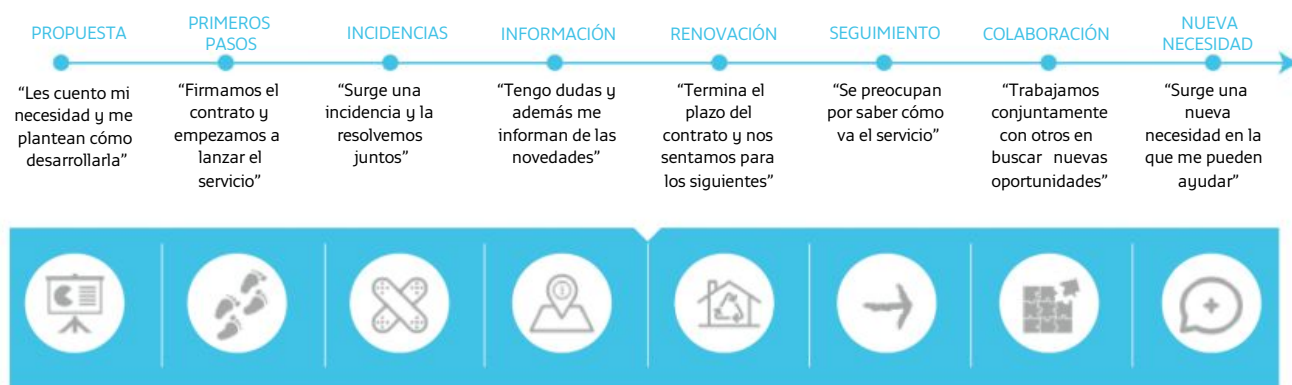 PROPUESTA
“Les cuento mi
necesidad y me
plantean cómo
desarrollarla”
PRIMEROS
PASOS
“Firmamos el
contrato y
empezamos a
lanzar el
servicio”
INCIDENCIAS
“Surge una
incidencia y la
resolvemos
juntos”
INFORMACIÓN
“Tengo dudas y
además me
informan de las
novedades”
RENOVACIÓN
“Termina el
plazo del
contrato y nos
sentamos para
los siguientes”
SEGUIMIENTO
“Se preocupan
por saber cómo
va el servicio”
COLABORACIÓN
“Trabajamos
conjuntamente
con otros en
buscar nuevas
oportunidades”
NUEVA
NECESIDAD
“Surge una
nueva
necesidad en la
que me pueden
ayudar”